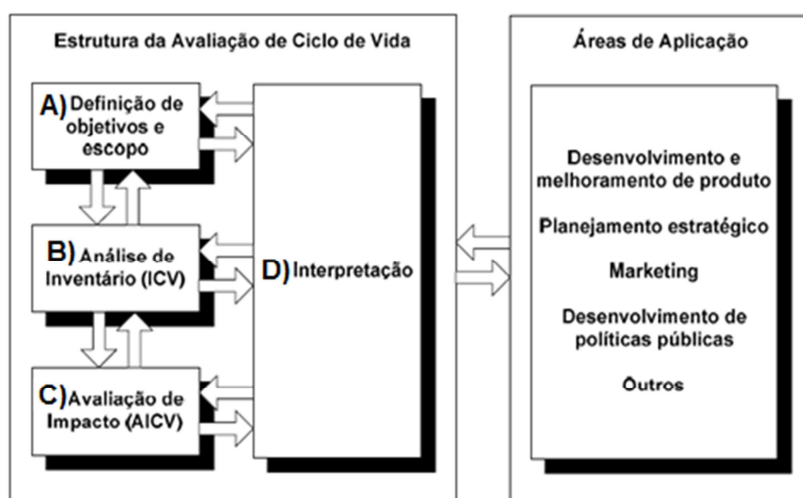 Estrutura da Avaliação de Ciclo de Vida
A) Definição de
objetivos e
escopo
B) Análise de
Inventário (ICV)
C) Avaliação de
Impacto (AICV)
D) Interpretação
Áreas de Aplicação
Desenvolvimento e
melhoramento de produto
Planejamento estratégico
Marketing
Desenvolvimento de
políticas públicas
Outros